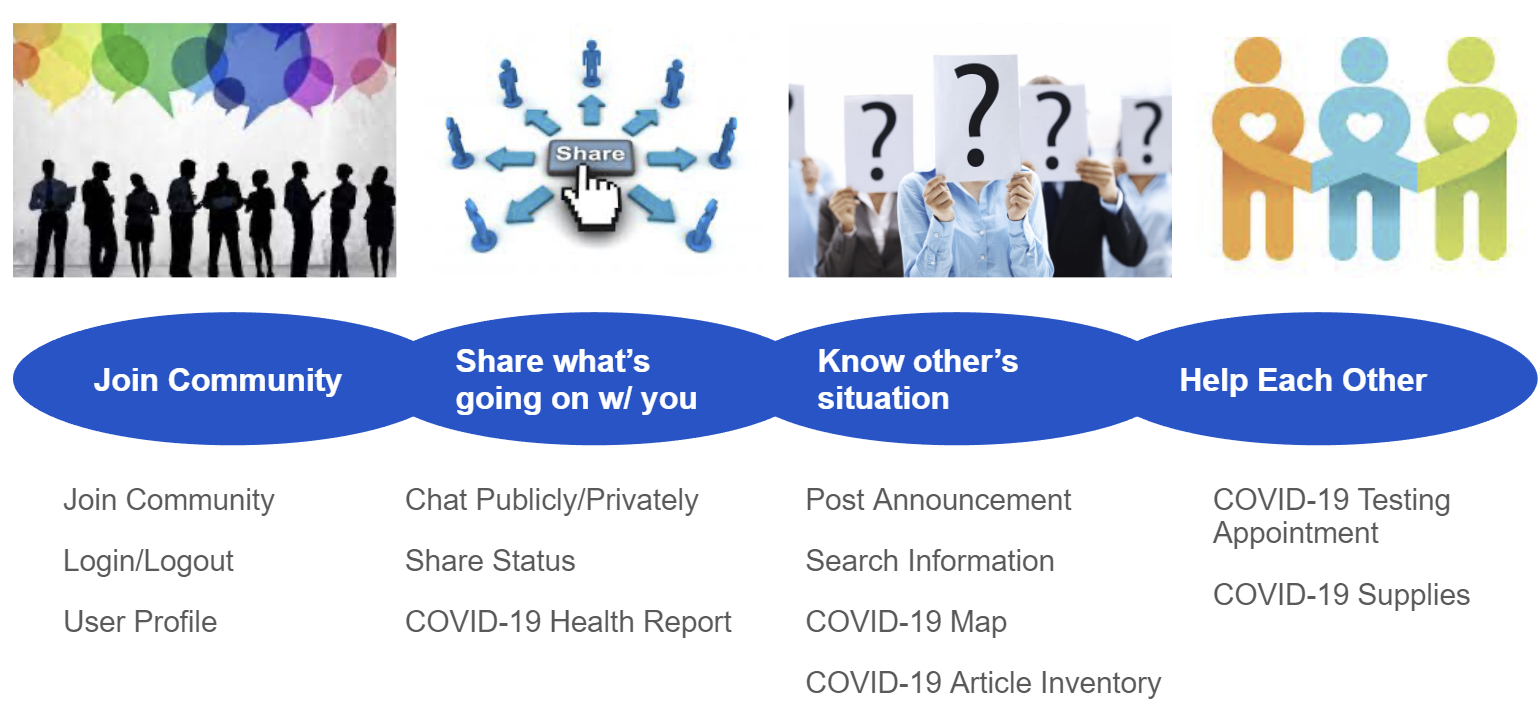 Share
?
?
?
?
Join Community
Share what's
going on w/ you
Know other's
situation
Help Each Other
Join Community
Login/Logout
User Profile
Chat Publicly/Privately
Share Status
COVID-19 Health Report
Post Announcement
Search Information
COVID-19 Map
COVID-19 Article Inventory
COVID-19 Testing
Appointment
COVID-19 Supplies